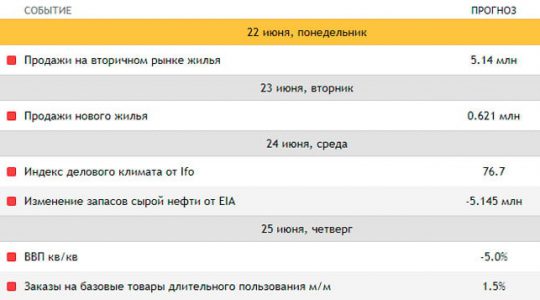 СОБЫТИЕ ПРОГНОЗ
22 июня, понедельник
Продажи на вторичном рынке жилья 5.14 млн
23 июня, вторник
Продажи нового жилья 0.621 млн
24 июня, среда
Индекс делового климата от Ifo 76.7
Изменение запасов сырой нефти от EIA -5.145 млн
25 июня, четверг
ВВП кв/кв -5.0%
Заказы на базовые товары длительного пользования м/м 1.5%